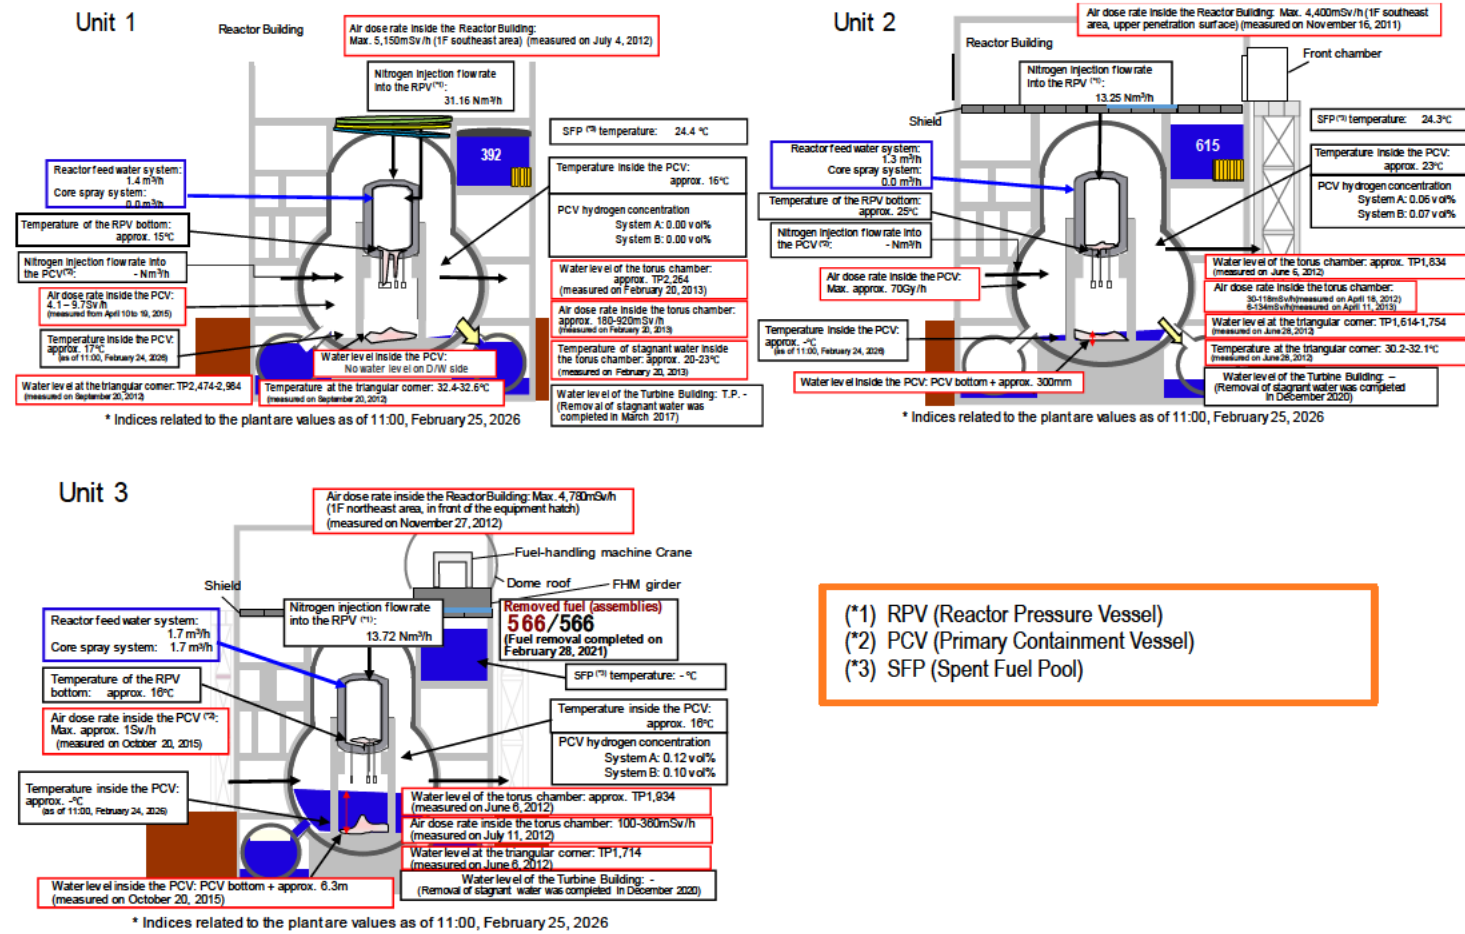 Unit 1
Reactor Building
Air dose rate inside the Reactor Building:
Max. 5,150mSv/h (1F southeast area) (measured on July 4, 2012)
Nitrogen injection flow rate
into the RPV(*1):
31.16 Nm³/h
392
SFP (*3) temperature: 24.4 ℃
Reactor feed water system:
1.4 m³/h
Core spray system:
0.0 m³/h
Temperature inside the PCV:
approx. 16℃
PCV hydrogen concentration
System A: 0.00 vol%
System B: 0.00 vol%
Temperature of the RPV bottom:
approx. 15℃
Nitrogen injection flow rate into
the PCV(*2): - Nm³/h
Air dose rate inside the PCV:
4.1 – 9.7Sv/h
(measured from April 10 to 19, 2015)
Temperature inside the PCV:
approx. 17℃
(as of 11:00, February 24, 2026)
Water level of the torus chamber:
approx. TP2,264
(measured on February 20, 2013)
Air dose rate inside the torus chamber:
approx. 180-920mSv/h
(measured on February 20, 2013)
Temperature of stagnant water inside
the torus chamber: approx. 20-23℃
(measured on February 20, 2013)
Water level inside the PCV:
No water level on D/W side
Water level at the triangular corner: TP2,474-2,984
(measured on September 20, 2012)
Temperature at the triangular corner: 32.4-32.6℃
(measured on September 20, 2012)
Water level of the Turbine Building: T.P. -
(Removal of stagnant water was
completed in March 2017)
* Indices related to the plant are values as of 11:00, February 25, 2026
Unit 2
Air dose rate inside the Reactor Building: Max. 4,400mSv/h (1F southeast
area, upper penetration surface) (measured on November 16, 2011)
Reactor Building
Front chamber
Nitrogen injection flow rate
into the RPV (*1):
13.25 Nm³/h
Shield
615
SFP(*3) temperature: 24.3℃
Reactor feed water system:
1.3 m³/h
Core spray system:
0.0 m³/h
Temperature inside the PCV:
approx. 23℃
PCV hydrogen concentration
System A: 0.06 vol%
System B: 0.07 vol%
Temperature of the RPV bottom:
approx. 25℃
Nitrogen injection flow rate into
the PCV(*2): - Nm³/h
Air dose rate inside the PCV:
Max. approx. 70Gy/h
Temperature inside the PCV:
approx. -℃
(as of 11:00, February 24, 2026)
Water level of the torus chamber: approx. TP1,834
(measured on June 6, 2012)
Air dose rate inside the torus chamber:
30-118mSv/h(measured on April 18, 2012)
6-134mSv/h(measured on April 11, 2013)
Water level at the triangular corner: TP1,614-1,754
(measured on June 28, 2012)
Temperature at the triangular corner: 30.2-32.1℃
(measured on June 28, 2012)
Water level inside the PCV: PCV bottom + approx. 300mm
Water level of the Turbine Building: –
(Removal of stagnant water was completed
in December 2020)
* Indices related to the plant are values as of 11:00, February 25, 2026
Unit 3
Air dose rate inside the Reactor Building: Max. 4,780mSv/h
(1F northeast area, in front of the equipment hatch)
(measured on November 27, 2012)
Fuel-handling machine Crane
Dome roof
FHM girder
Shield
Nitrogen injection flow rate
into the RPV (*1):
13.72 Nm³/h
Removed fuel (assemblies)
566/566
(Fuel removal completed on
February 28, 2021)
Reactor feed water system:
1.7 m³/h
Core spray system: 1.7 m³/h
SFP(*3) temperature: - ℃
Temperature of the RPV
bottom: approx. 16℃
Air dose rate inside the PCV (*2):
Max. approx. 1Sv/h
(measured on October 20, 2015)
Temperature inside the PCV:
approx. 16℃
PCV hydrogen concentration
System A: 0.12 vol%
System B: 0.10 vol%
Temperature inside the PCV:
approx. -℃
(as of 11:00, February 24, 2026)
Water level of the torus chamber: approx. TP1,934
(measured on June 6, 2012)
Air dose rate inside the torus chamber: 100-360mSv/h
(measured on July 11, 2012)
Water level at the triangular corner: TP1,714
(measured on June 6, 2012)
Water level inside the PCV: PCV bottom + approx. 6.3m
(measured on October 20, 2015)
Water level of the Turbine Building: -
(Removal of stagnant water was completed in December 2020)
* Indices related to the plant are values as of 11:00, February 25, 2026
(*1) RPV (Reactor Pressure Vessel)
(*2) PCV (Primary Containment Vessel)
(*3) SFP (Spent Fuel Pool)